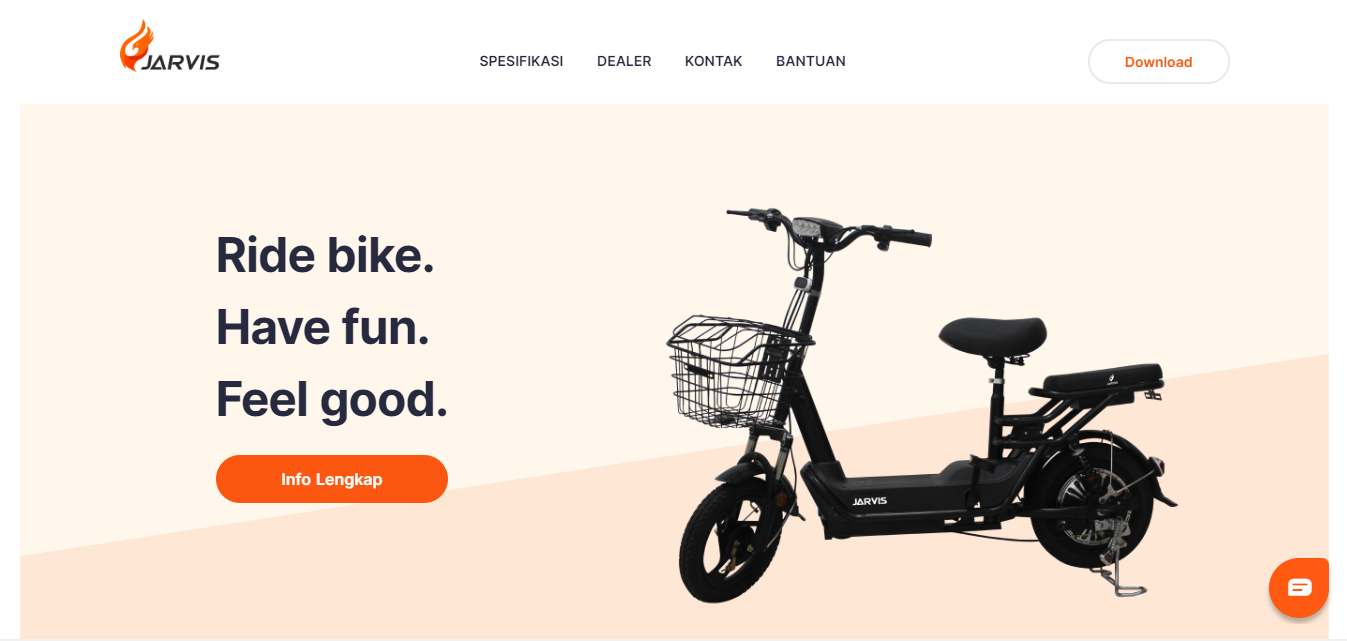 JARVIS
SPESIFIKASI
DEALER
KONTAK
BANTUAN
Download
Ride bike.
Have fun.
Feel good.
Info Lengkap
JARVIS